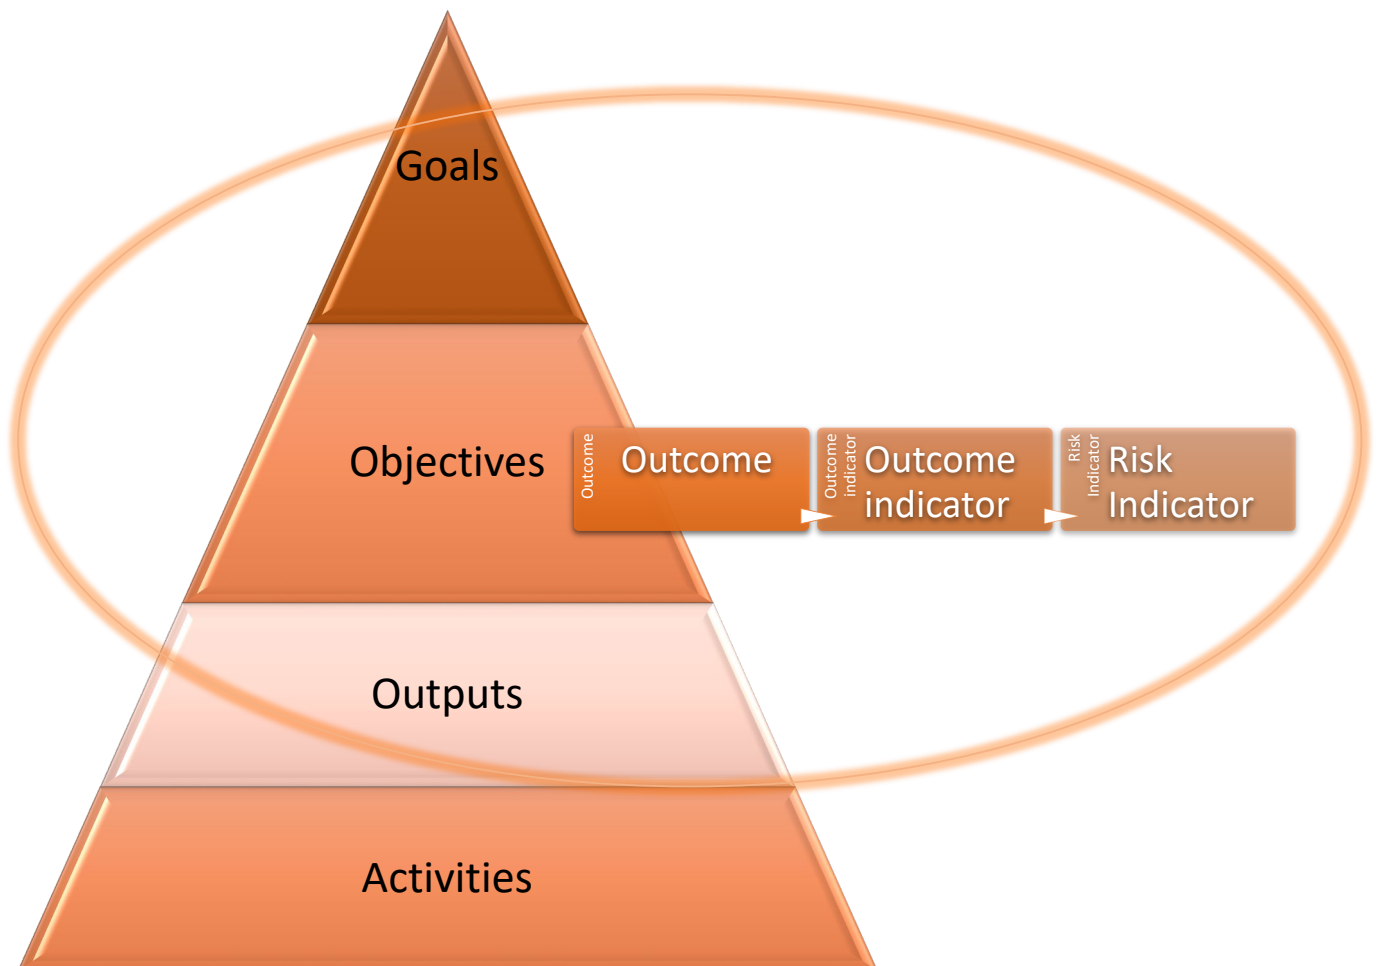 Goals
Objectives
Outcome
Outcome
Outcome
indicator
Outcome
indicator
Risk
Indicator
Risk
Indicator
Outputs
Activities